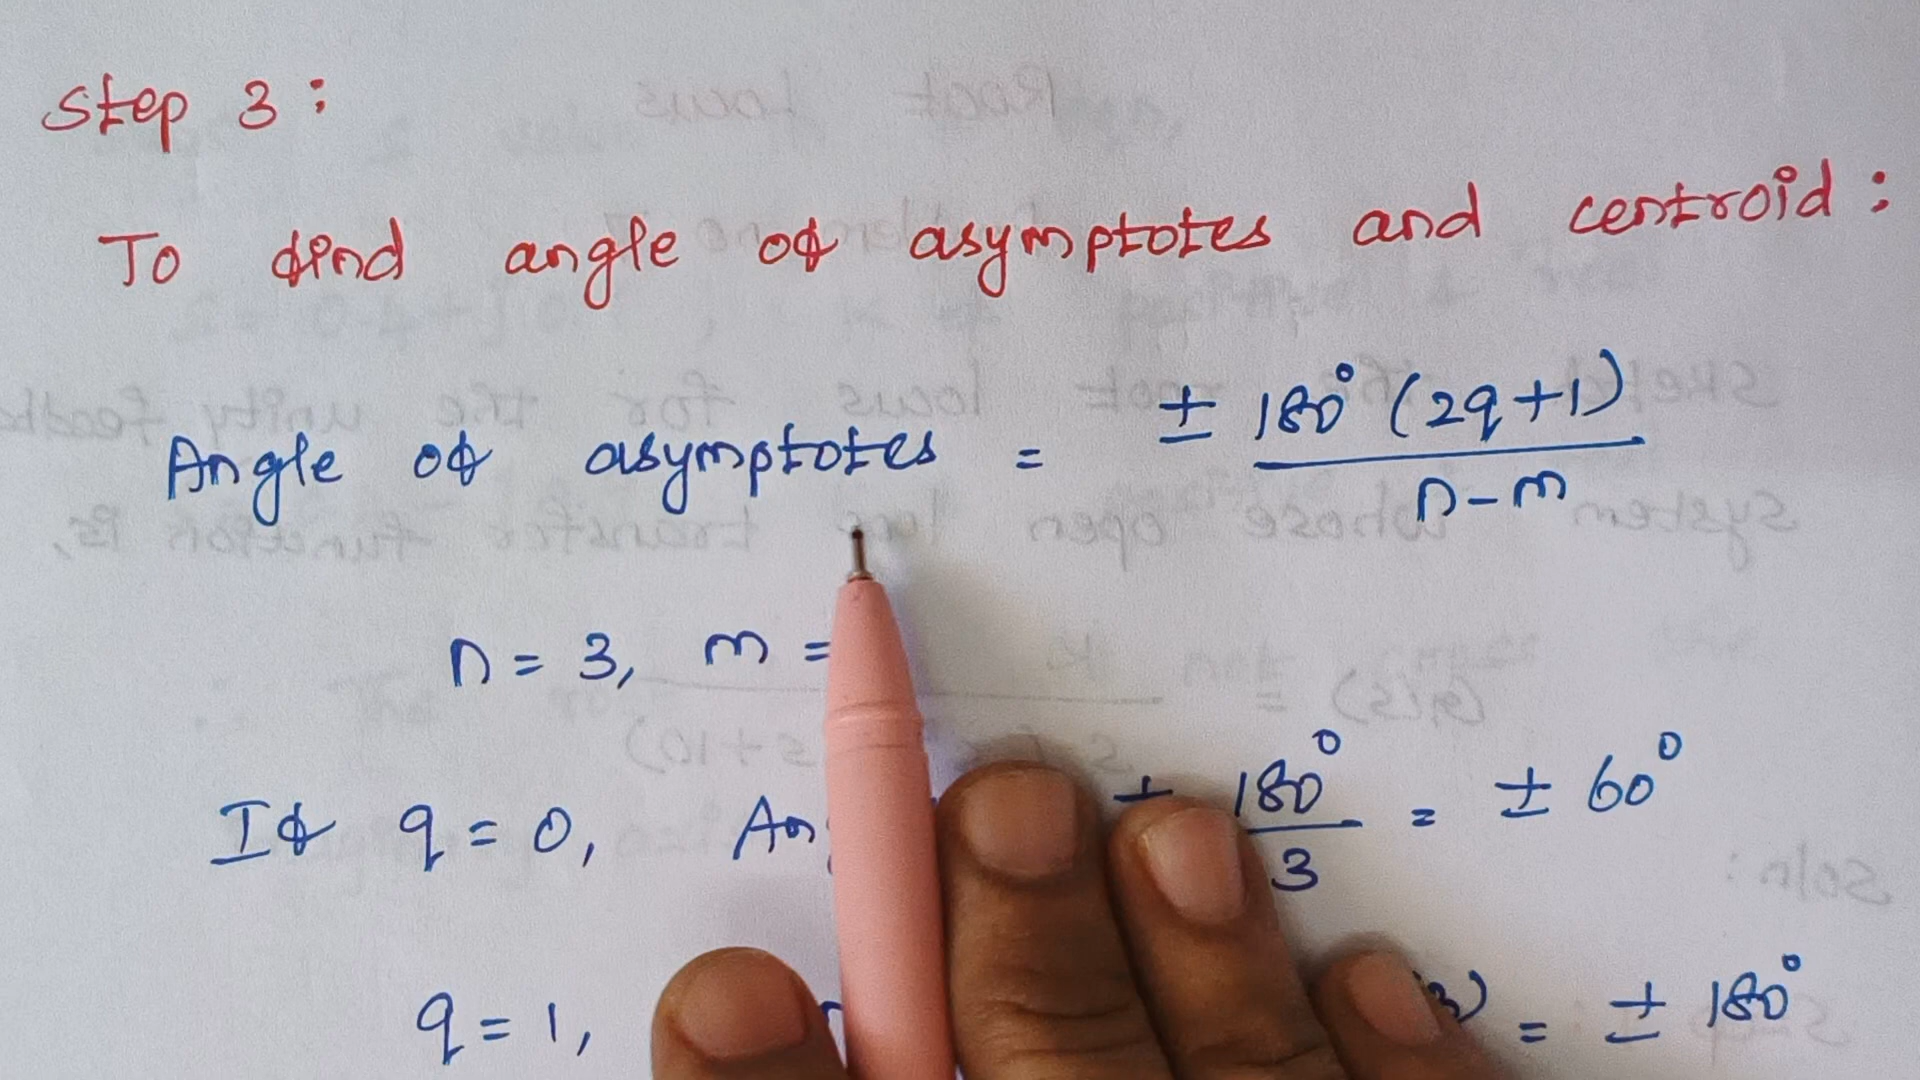 Step 3:
To find angle of asymptotes and centroid:
Angle of asymptotes = ± 180° (2q+1) / n-m
n = 3, m =
If q = 0, ± 180° / 3 = ± 60°
q = 1, = ± 180°